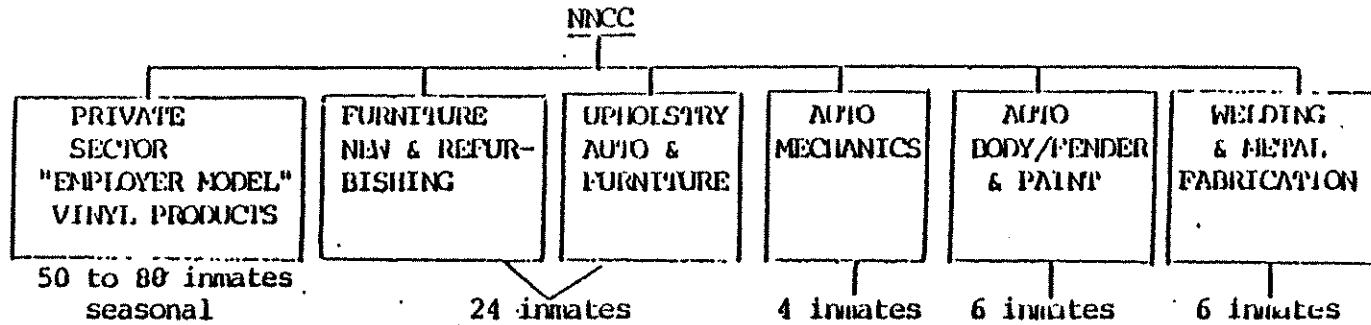 NNCC
PRIVATE
SECTOR
"EMPLOYER MODEL"
VINYL PRODUCTS
FURNITURE
NEW & REFUR-
BISHING
UPHOLSTRY
AUTO &
FURNITURE
AUTO
MECHANICS
AUTO
BODY/FENDER
& PAINT
WELDING
& METAL
FABRICATION
50 to 80 inmates
seasonal
24 inmates
4 inmates
6 inmates
6 inmates